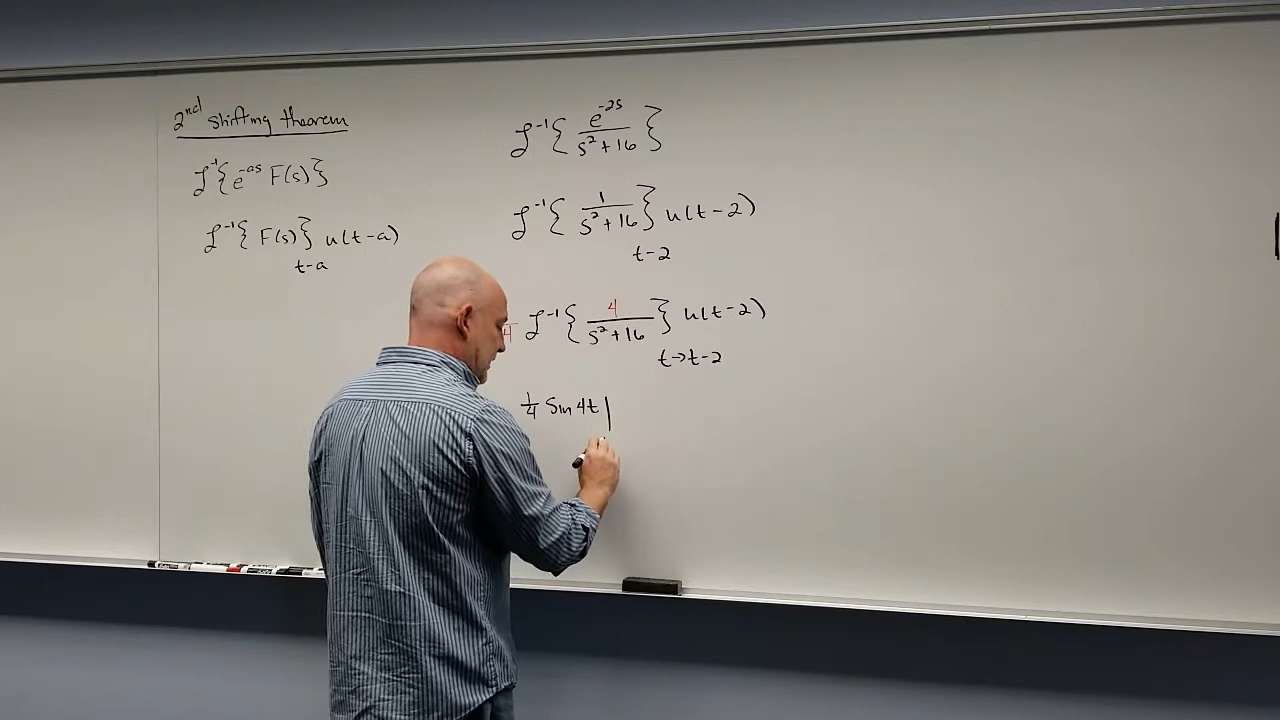 2nd shifting theorem
ℒ⁻¹{e^-as F(s)}
ℒ⁻¹{F(s)} u(t-a)
t-a
ℒ⁻¹{e^-2s / s²+16}
ℒ⁻¹{1 / s²+16} u(t-2)
t-2
4 ℒ⁻¹{4 / s²+16} u(t-2)
t→t-2
1/4 sin 4t|